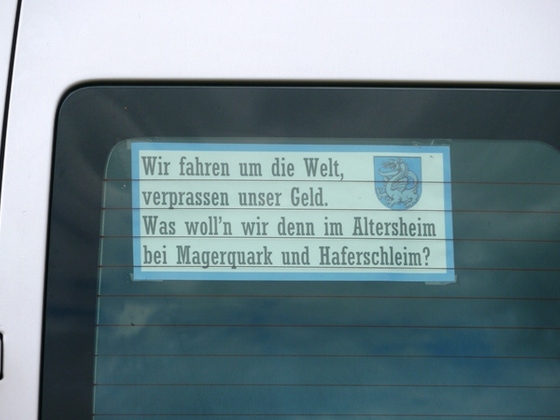 Wir fahren um die Welt,
verprassen unser Geld.
Was woll'n wir denn im Altersheim
bei Magerquark und Haferschleim?